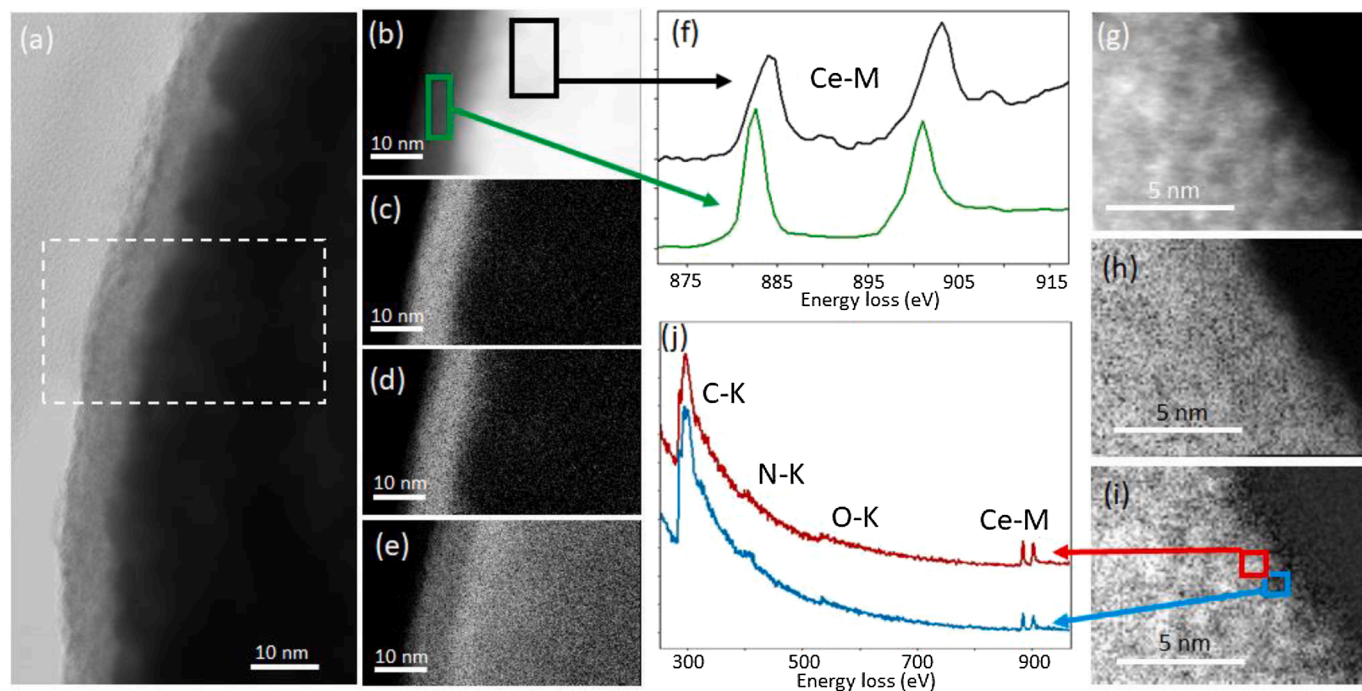 (a)
10 nm
(b)
10 nm
(c)
10 nm
(d)
10 nm
(e)
10 nm
(f)
Ce-M
875 885 895 905 915
Energy loss (eV)
(j)
C-K
N-K
O-K
Ce-M
300 500 700 900
Energy loss (eV)
(g)
5 nm
(h)
5 nm
(i)
5 nm